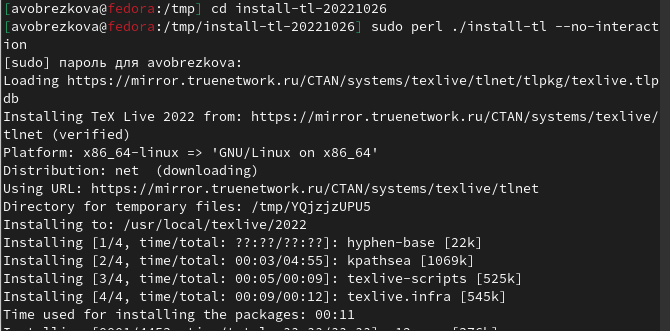 [avobrezkova@fedora:/tmp] cd install-tl-20221026
[avobrezkova@fedora:/tmp/install-tl-20221026] sudo perl ./install-tl --no-interact
ion
[sudo] пароль для avobrezkova:
Loading https://mirror.truenetwork.ru/CTAN/systems/texlive/tlnet/tlpkg/texlive.tlp
db
Installing TeX Live 2022 from: https://mirror.truenetwork.ru/CTAN/systems/texlive/
tlnet (verified)
Platform: x86_64-linux => 'GNU/Linux on x86_64'
Distribution: net  (downloading)
Using URL: https://mirror.truenetwork.ru/CTAN/systems/texlive/tlnet
Directory for temporary files: /tmp/YQjzjzUPU5
Installing to: /usr/local/texlive/2022
Installing [1/4, time/total: ??:??/??:??]: hyphen-base [22k]
Installing [2/4, time/total: 00:03/04:55]: kpathsea [1069k]
Installing [3/4, time/total: 00:05/00:09]: texlive-scripts [525k]
Installing [4/4, time/total: 00:09/00:12]: texlive.infra [545k]
Time used for installing the packages: 00:11